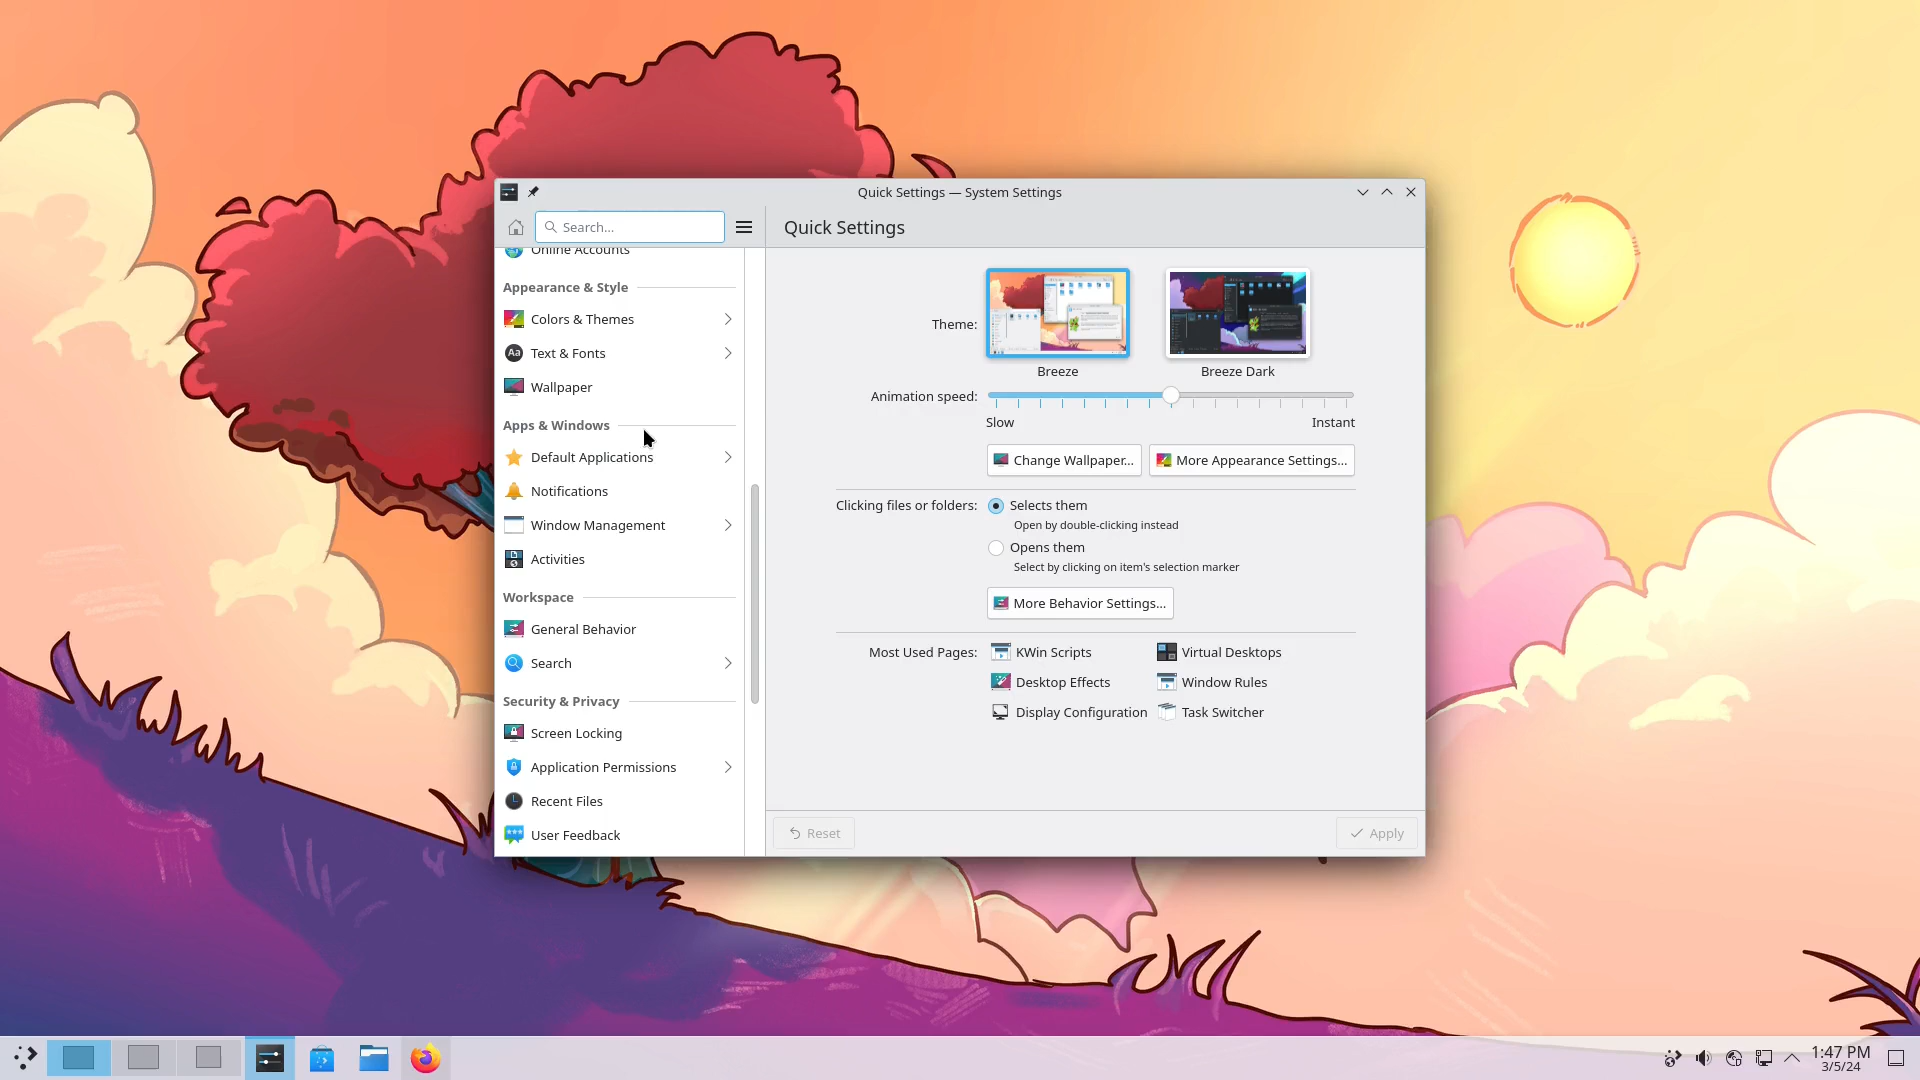 Quick Settings — System Settings
Search...
Quick Settings
Online Accounts
Appearance & Style
Colors & Themes
Aa
Text & Fonts
Wallpaper
Apps & Windows
Default Applications
Notifications
Window Management
Activities
Workspace
General Behavior
Search
Security & Privacy
Screen Locking
Application Permissions
Recent Files
User Feedback
Theme:
Breeze
Breeze Dark
Animation speed:
Slow
Instant
Change Wallpaper...
More Appearance Settings...
Clicking files or folders:
Selects them
Open by double-clicking instead
Opens them
Select by clicking on item's selection marker
More Behavior Settings...
Most Used Pages:
KWin Scripts
Virtual Desktops
Desktop Effects
Window Rules
Display Configuration
Task Switcher
Reset
Apply
1:47 PM
3/5/24